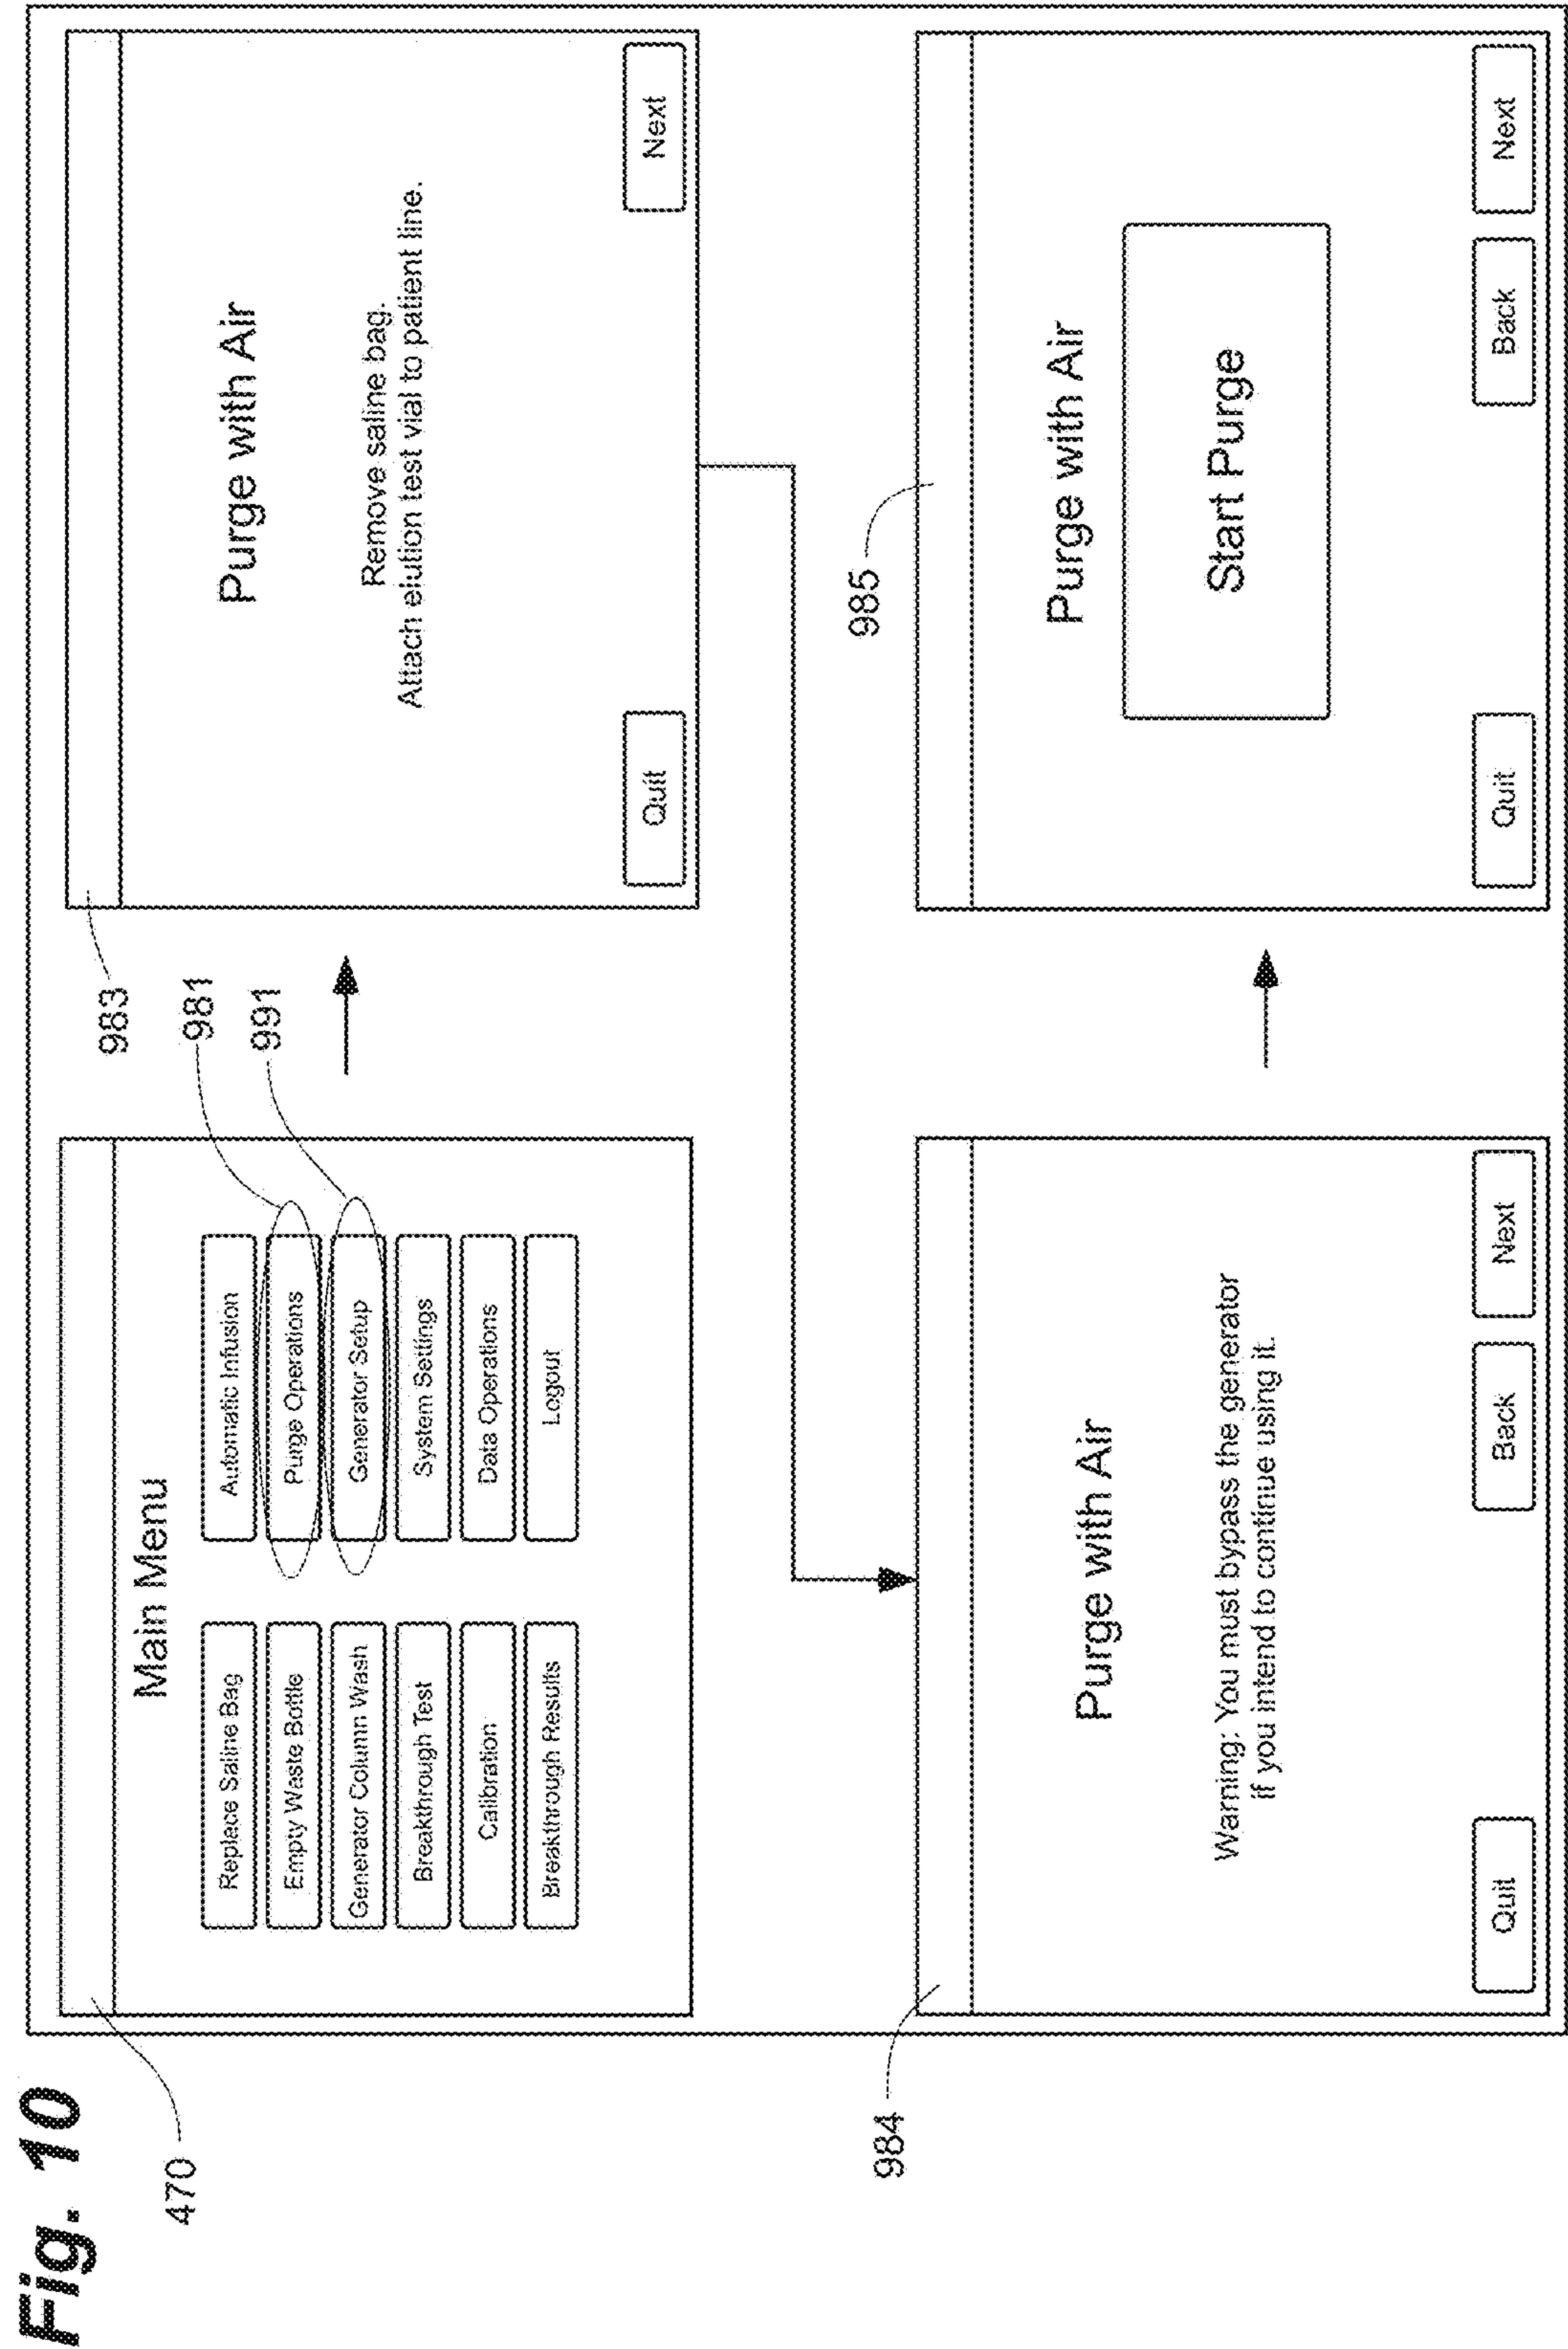 Fig. 10
470
Main Menu
Replace Saline Bag
Automatic Infusion
Empty Waste Bottle
Purge Operations
Generator Column Wash
Generator Setup
Breakthrough Test
System Settings
Calibration
Data Operations
Breakthrough Results
Logout
981
991
983
Purge with Air
Remove saline bag.
Attach elution test vial to patient line.
Quit
Next
984
Purge with Air
Warning: You must bypass the generator
if you intend to continue using it.
Quit
Back
Next
985
Purge with Air
Start Purge
Quit
Back
Next